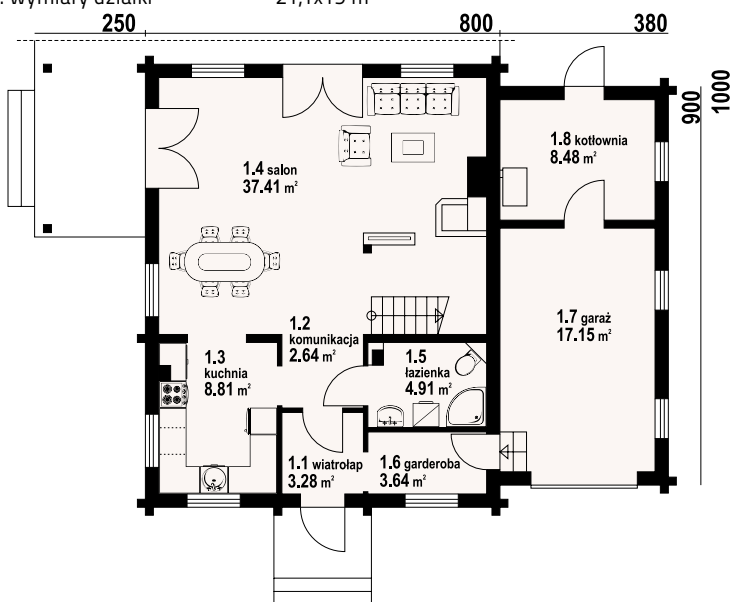 . wymiary działki 21,1x15 m
250 800 380
900
1000
1.8 kotłownia
8.48 m²
1.4 salon
37.41 m²
1.7 garaż
17.15 m²
1.2
komunikacja
2.64 m²
1.3
kuchnia
8.81 m²
1.5
łazienka
4.91 m²
1.1 wiatrołap
3.28 m²
1.6 garderoba
3.64 m²